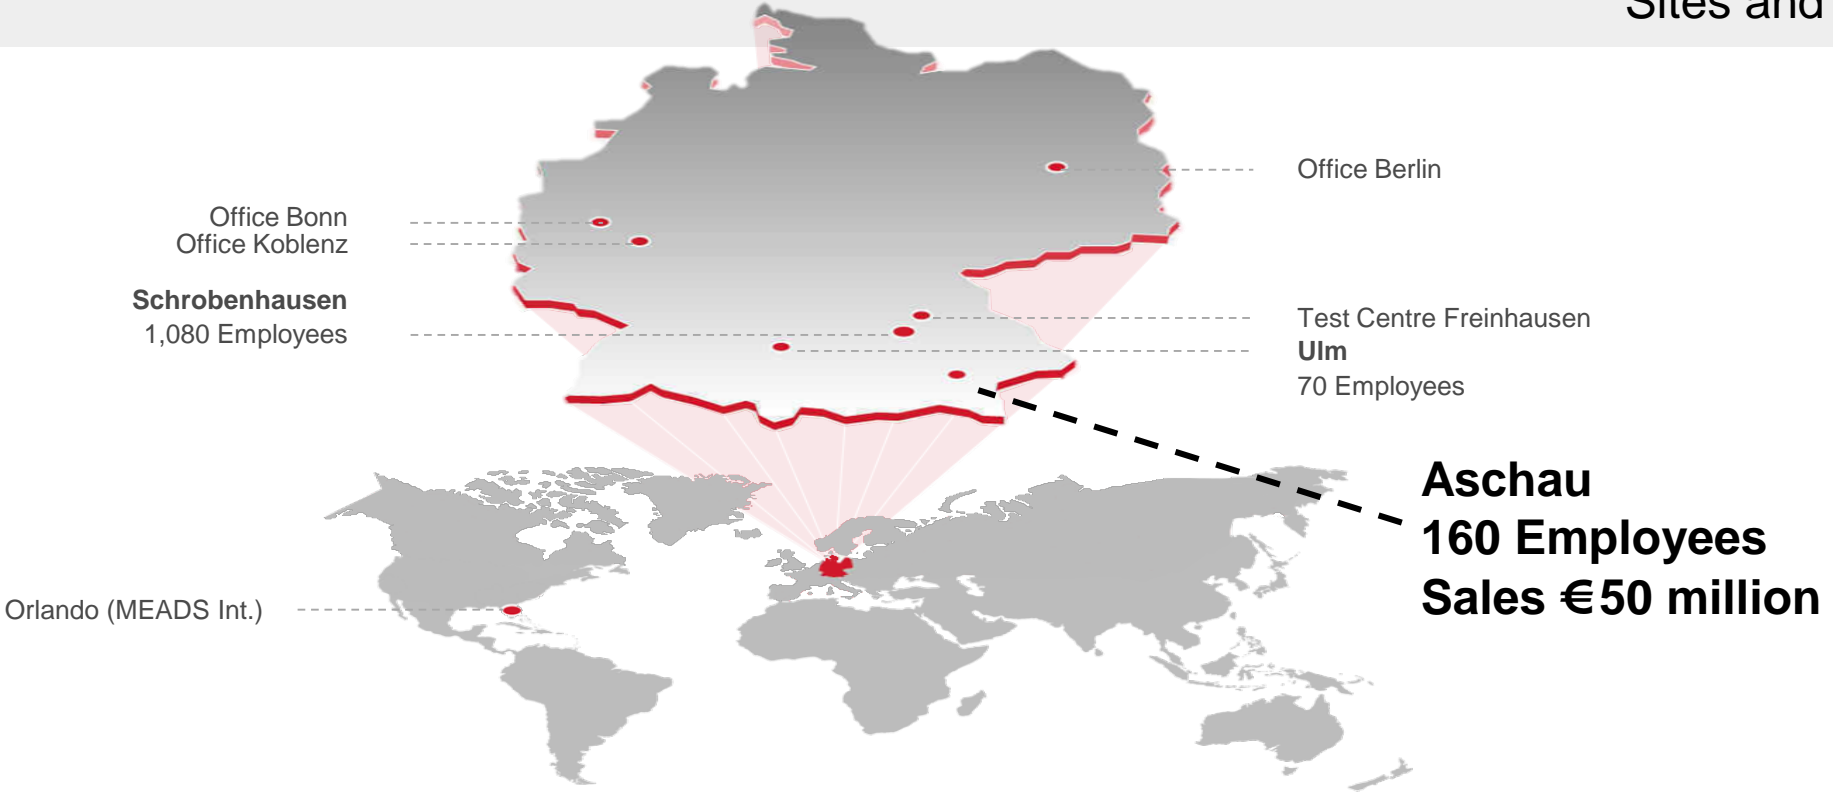 Sites and
Office Berlin
Office Bonn
Office Koblenz
Schrobenhausen
1,080 Employees
Test Centre Freinhausen
Ulm
70 Employees
Aschau
160 Employees
Sales €50 million
Orlando (MEADS Int.)